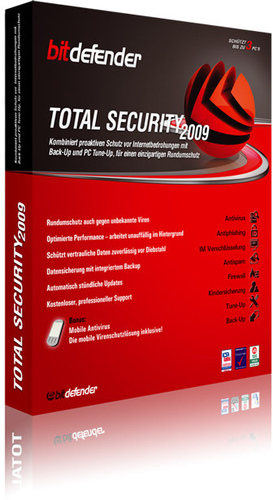 bitdefender
SCHÜTZT
BIS ZU 3 PC'S
TOTAL SECURITY 2009
Kombiniert proaktiven Schutz vor Internetbedrohungen mit
Back-Up und PC Tune-Up, für einen einzigartigen Rundumschutz
Rundumschutz auch gegen unbekannte Viren
Optimierte Performance – arbeitet unauffällig im Hintergrund
Schützt vertrauliche Daten zuverlässig vor Diebstahl
Datensicherung mit integriertem Backup
Automatisch stündliche Updates
Kostenloser, professioneller Support
Antivirus
Antiphishing
IM Verschlüsselung
Antispam
Firewall
Kindersicherung
Tune-Up
Back-Up
Bonus:
Mobile Antivirus
Die mobile Virenschutzlösung inklusive!
TOTAL SECURITY 2009
bitdefender